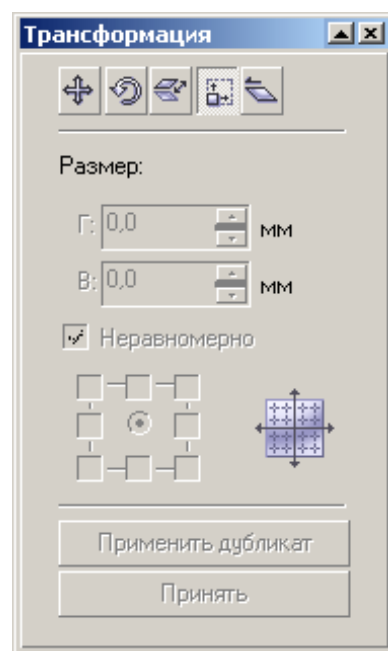 Трансформация
Размер:
Г: 0,0 мм
В: 0,0 мм
Неравномерно
Применить дубликат
Принять